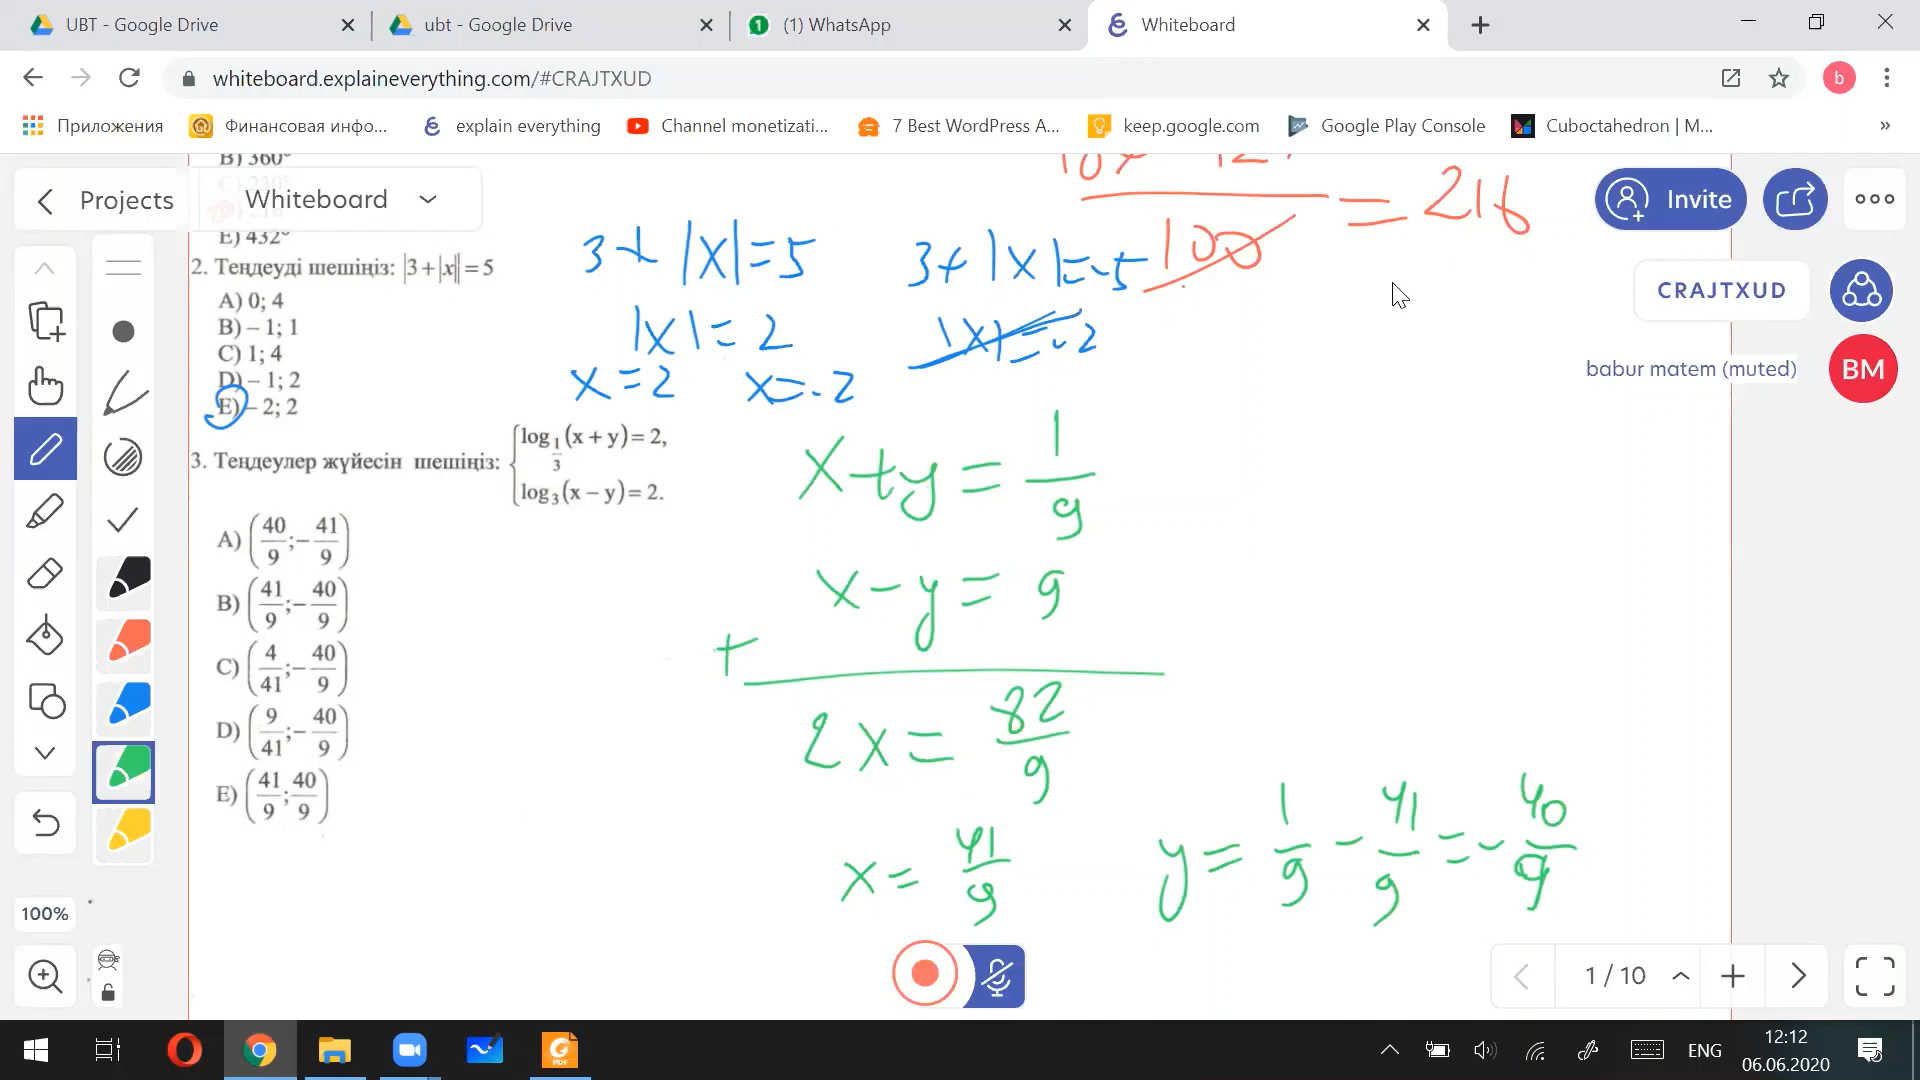 UBT - Google Drive
ubt - Google Drive
(1) WhatsApp
Whiteboard
whiteboard.explaineverything.com/#CRAJTXUD
b
Приложения
Финансовая инфо...
explain everything
Channel monetizati...
7 Best WordPress A...
keep.google.com
Google Play Console
Cuboctahedron | M...
Projects
Whiteboard
Invite
CRAJTXUD
babur matem (muted)
BM
B) 360°
E) 432°
100
= 216
2. Теңдеуді шешіңіз: |3 + |x|| = 5
A) 0; 4
B) – 1; 1
C) 1; 4
D) – 1; 2
E) – 2; 2
3 + |x| = 5
|x| = 2
x = 2 x = -2
3 + |x| = -5
|x| = -2
3. Теңдеулер жүйесін шешіңіз: { log_{1/3}(x + y) = 2,
log₃(x – y) = 2.
A) (40/9; –41/9)
B) (41/9; –40/9)
C) (4/41; –40/9)
D) (9/41; –40/9)
E) (41/9; 40/9)
x + y = 1/9
x - y = 9
+
2x = 82/9
x = 41/9
y = 1/9 - 41/9 = - 40/9
100%
1 / 10
PDF
ENG
12:12
06.06.2020